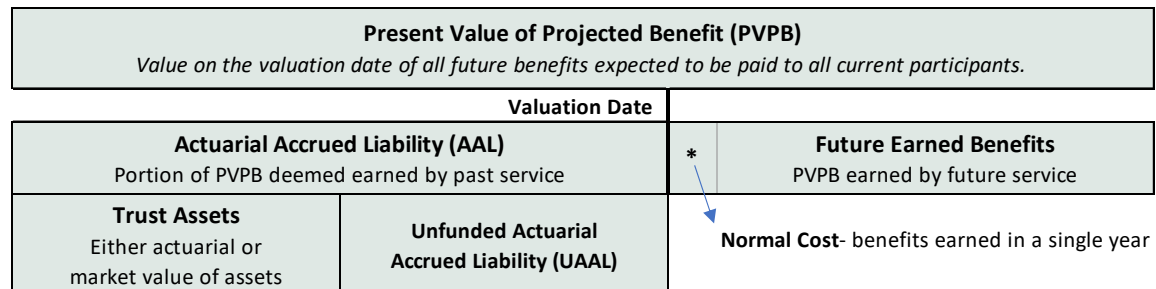 Present Value of Projected Benefit (PVPB)
Value on the valuation date of all future benefits expected to be paid to all current participants.
Valuation Date
Actuarial Accrued Liability (AAL)
Portion of PVPB deemed earned by past service
*
Future Earned Benefits
PVPB earned by future service
Trust Assets
Either actuarial or
market value of assets
Unfunded Actuarial
Accrued Liability (UAAL)
Normal Cost- benefits earned in a single year